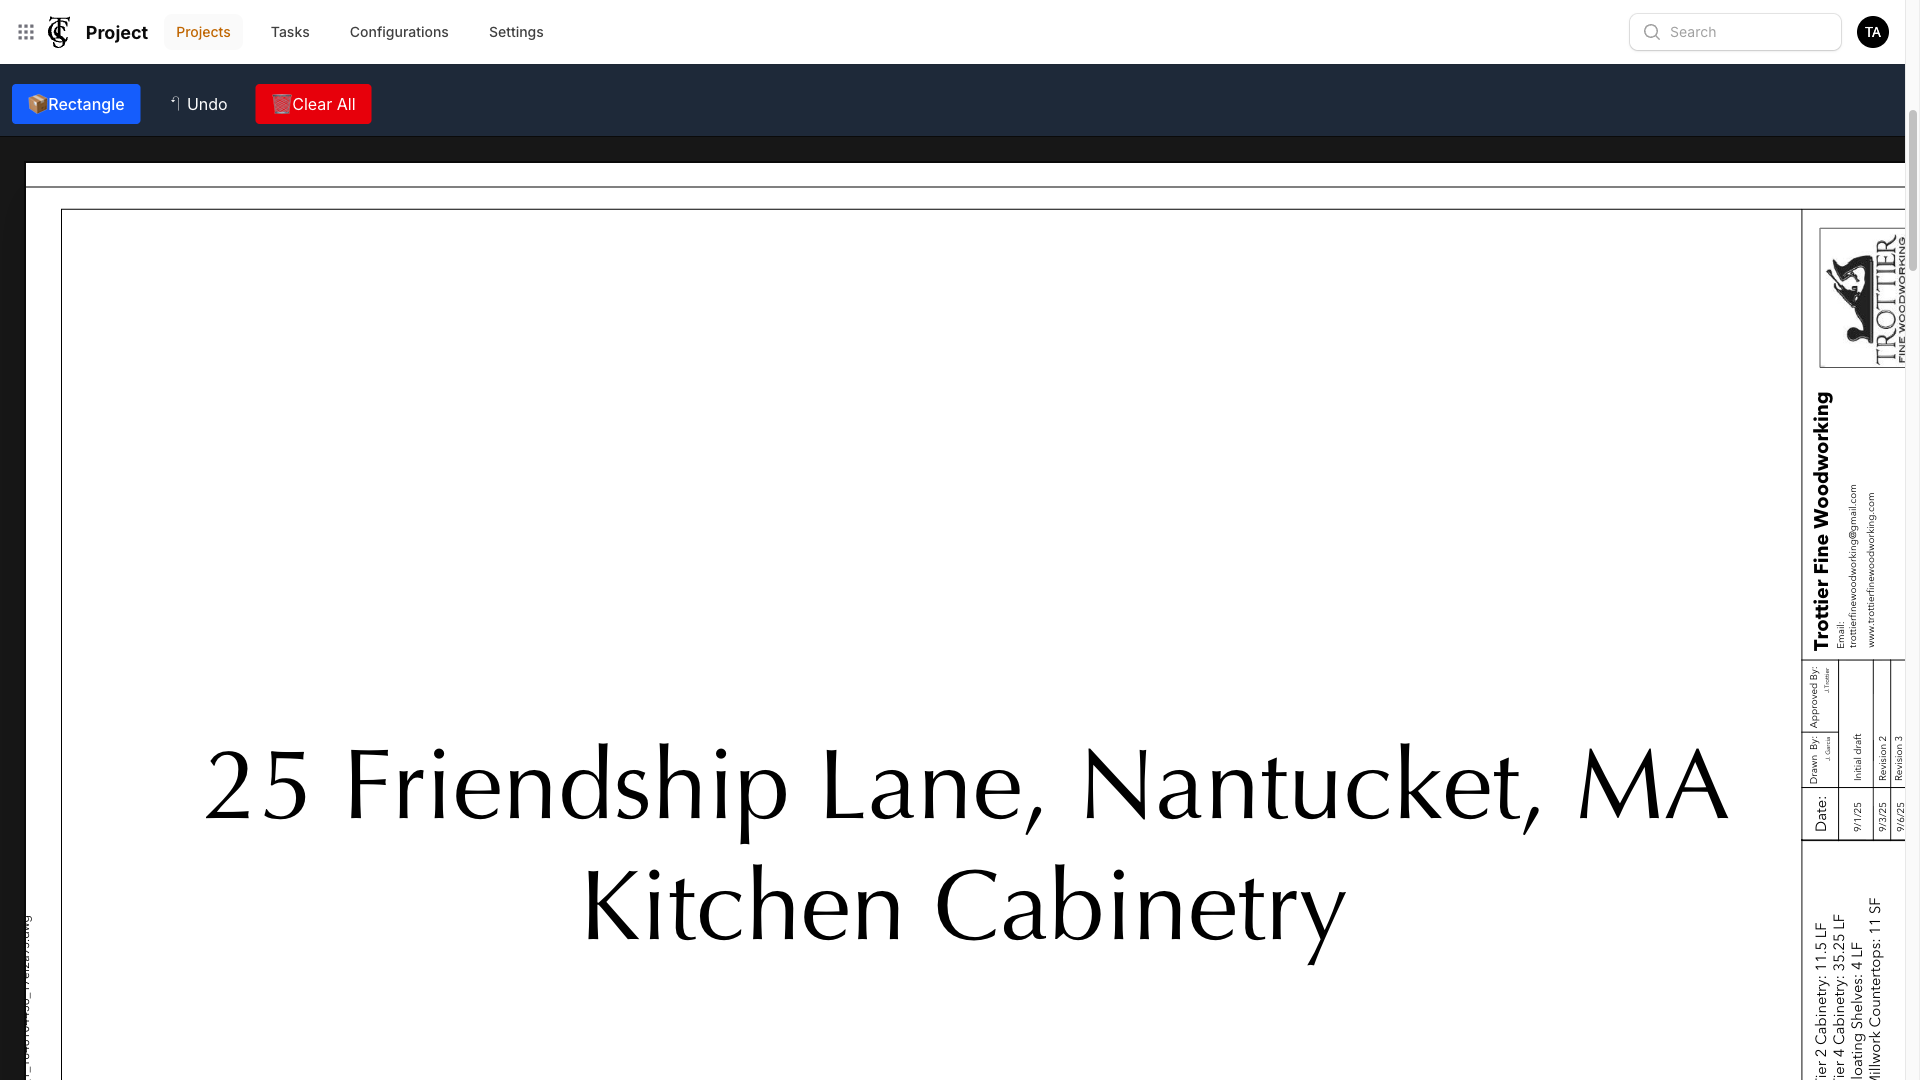 Project
Projects
Tasks
Configurations
Settings
Search
TA
Rectangle
Undo
Clear All
TROTTIER
FINE WOODWORKING
Trottier Fine Woodworking
Email:
trottierfinewoodworking@gmail.com
www.trottierfinewoodworking.com
Approved By:
J.Trottier
Drawn By:
J. Garcia
Initial draft
Revision 2
Revision 3
Date:
9/1/25
9/3/25
9/6/25
25 Friendship Lane, Nantucket, MA
Kitchen Cabinetry
ier 2 Cabinetry: 11.5 LF
ier 4 Cabinetry: 35.25 LF
loating Shelves: 4 LF
Millwork Countertops: 11 SF